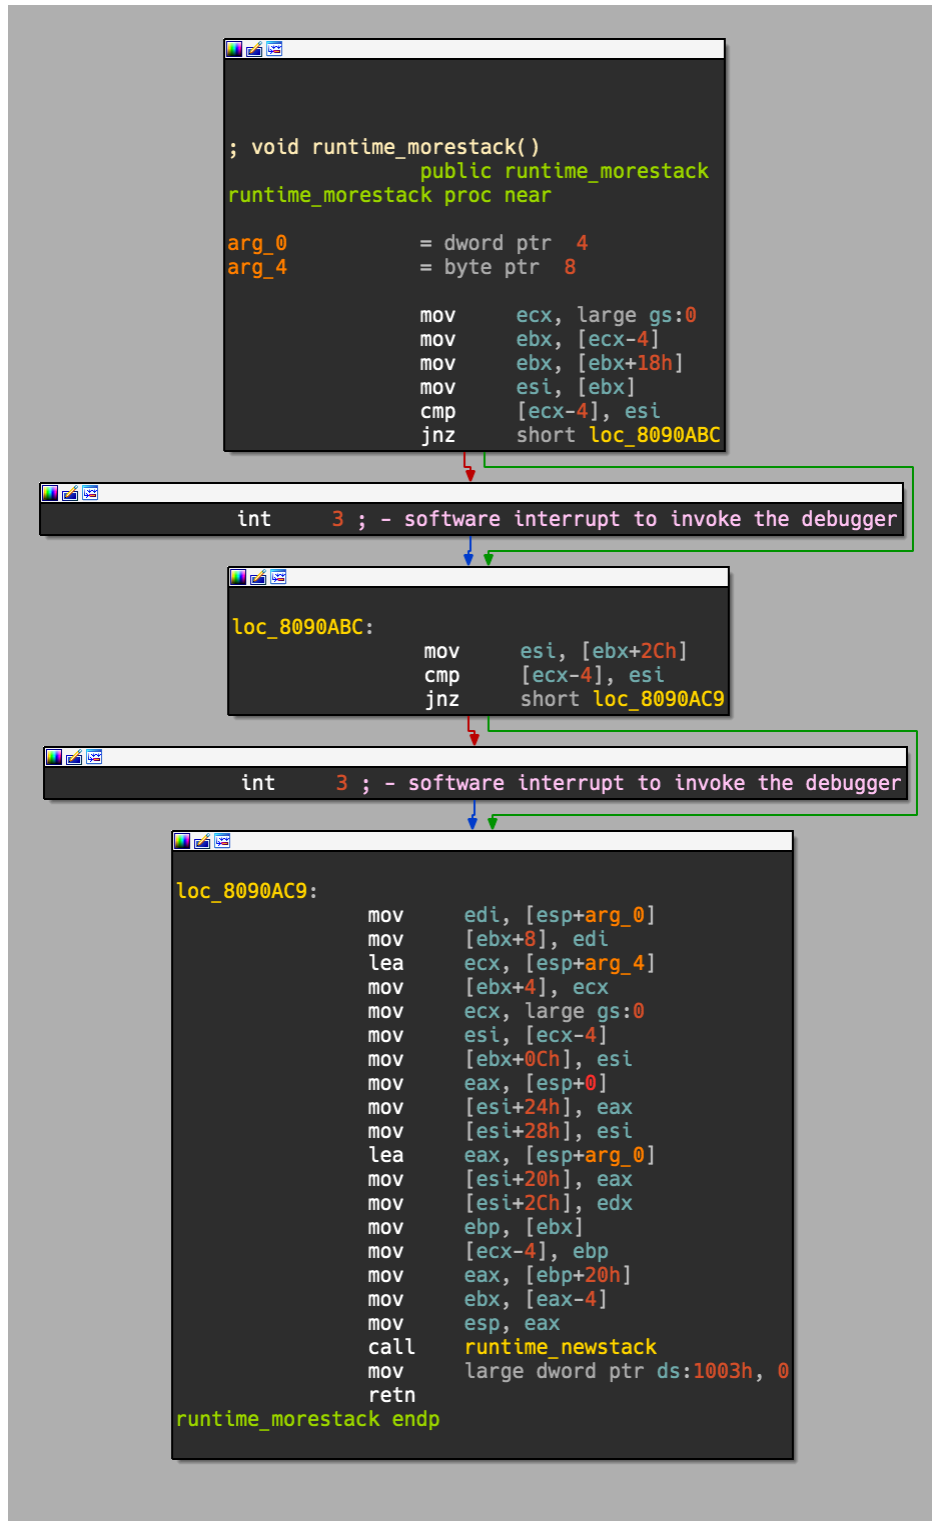 ; void runtime_morestack()
public runtime_morestack
runtime_morestack proc near
arg_0 = dword ptr 4
arg_4 = byte ptr 8
mov ecx, large gs:0
mov ebx, [ecx-4]
mov ebx, [ebx+18h]
mov esi, [ebx]
cmp [ecx-4], esi
jnz short loc_8090ABC
int 3 ; - software interrupt to invoke the debugger
loc_8090ABC:
mov esi, [ebx+2Ch]
cmp [ecx-4], esi
jnz short loc_8090AC9
int 3 ; - software interrupt to invoke the debugger
loc_8090AC9:
mov edi, [esp+arg_0]
mov [ebx+8], edi
lea ecx, [esp+arg_4]
mov [ebx+4], ecx
mov ecx, large gs:0
mov esi, [ecx-4]
mov [ebx+0Ch], esi
mov eax, [esp+0]
mov [esi+24h], eax
mov [esi+28h], esi
lea eax, [esp+arg_0]
mov [esi+20h], eax
mov [esi+2Ch], edx
mov ebp, [ebx]
mov [ecx-4], ebp
mov eax, [ebp+20h]
mov ebx, [eax-4]
mov esp, eax
call runtime_newstack
mov large dword ptr ds:1003h, 0
retn
runtime_morestack endp